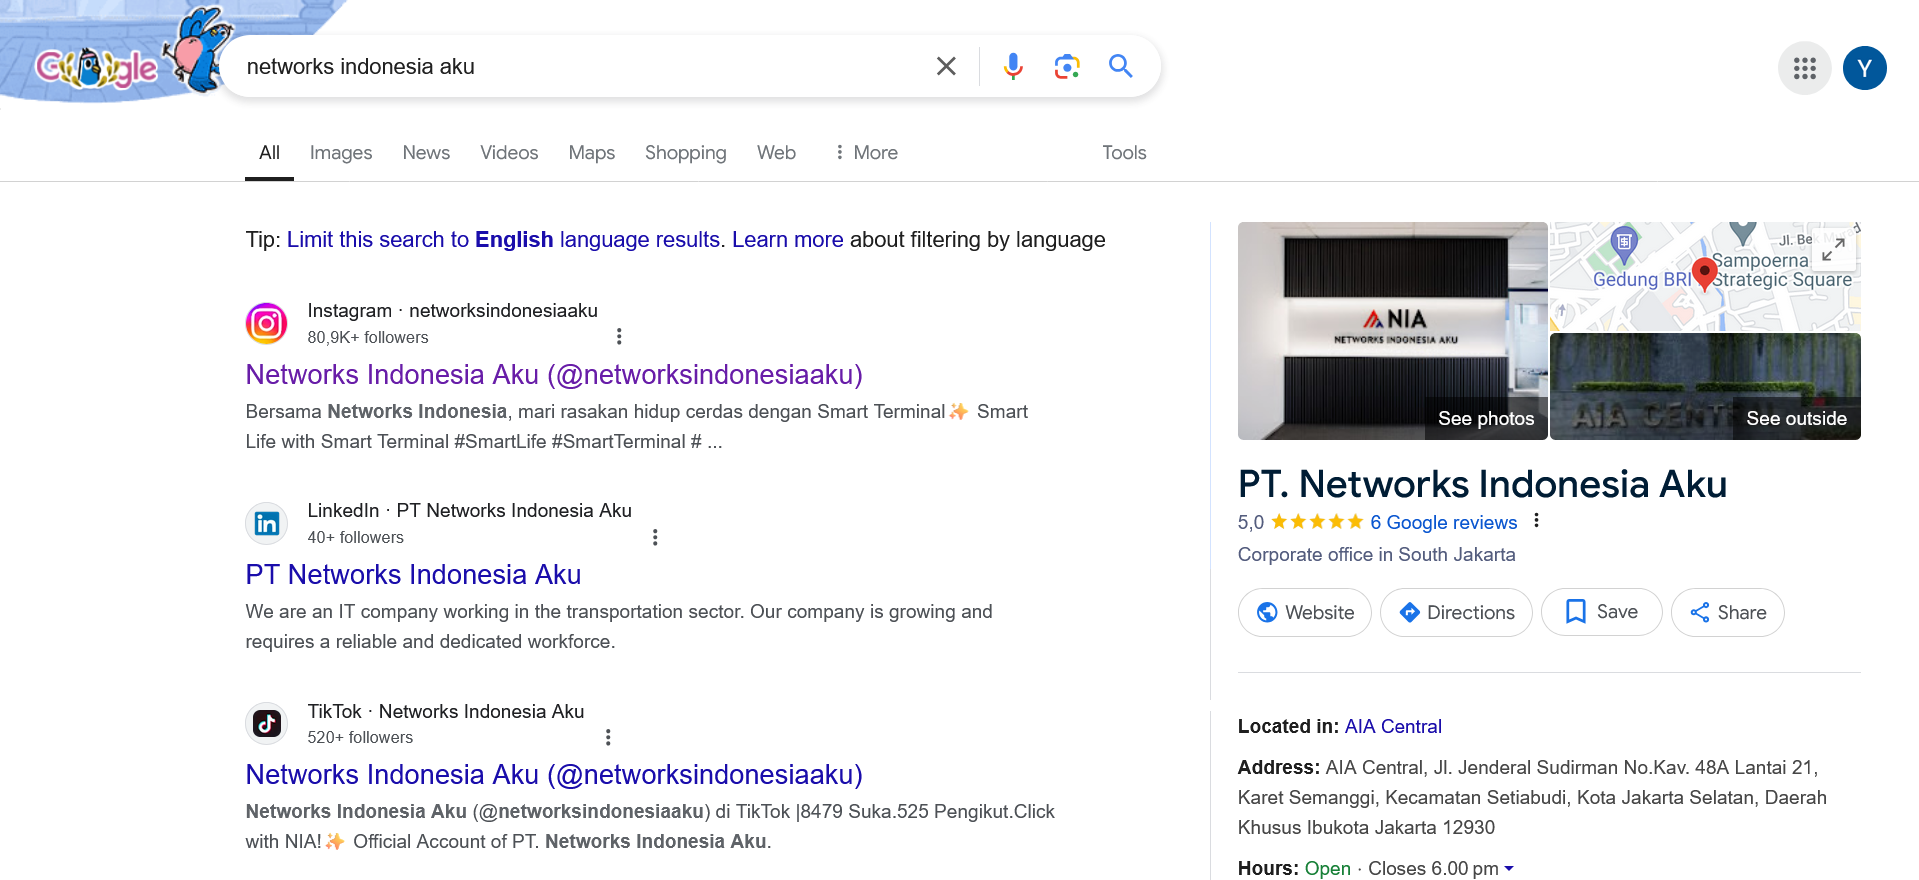 Google
networks indonesia aku
Y
All
Images
News
Videos
Maps
Shopping
Web
More
Tools
Tip: Limit this search to English language results. Learn more about filtering by language
Instagram · networksindonesiaaku
80,9K+ followers
Networks Indonesia Aku (@networksindonesiaaku)
Bersama Networks Indonesia, mari rasakan hidup cerdas dengan Smart Terminal✨ Smart
Life with Smart Terminal #SmartLife #SmartTerminal # ...
LinkedIn · PT Networks Indonesia Aku
40+ followers
PT Networks Indonesia Aku
We are an IT company working in the transportation sector. Our company is growing and
requires a reliable and dedicated workforce.
TikTok · Networks Indonesia Aku
520+ followers
Networks Indonesia Aku (@networksindonesiaaku)
Networks Indonesia Aku (@networksindonesiaaku) di TikTok |8479 Suka.525 Pengikut.Click
with NIA!✨ Official Account of PT. Networks Indonesia Aku.
NIA
NETWORKS INDONESIA AKU
See photos
Jl. Bek
Gedung BRI
Sampoerna
Strategic Square
AIA CENTR
See outside
PT. Networks Indonesia Aku
5,0 ★★★★★ 6 Google reviews
Corporate office in South Jakarta
Website
Directions
Save
Share
Located in: AIA Central
Address: AIA Central, Jl. Jenderal Sudirman No.Kav. 48A Lantai 21,
Karet Semanggi, Kecamatan Setiabudi, Kota Jakarta Selatan, Daerah
Khusus Ibukota Jakarta 12930
Hours: Open · Closes 6.00 pm